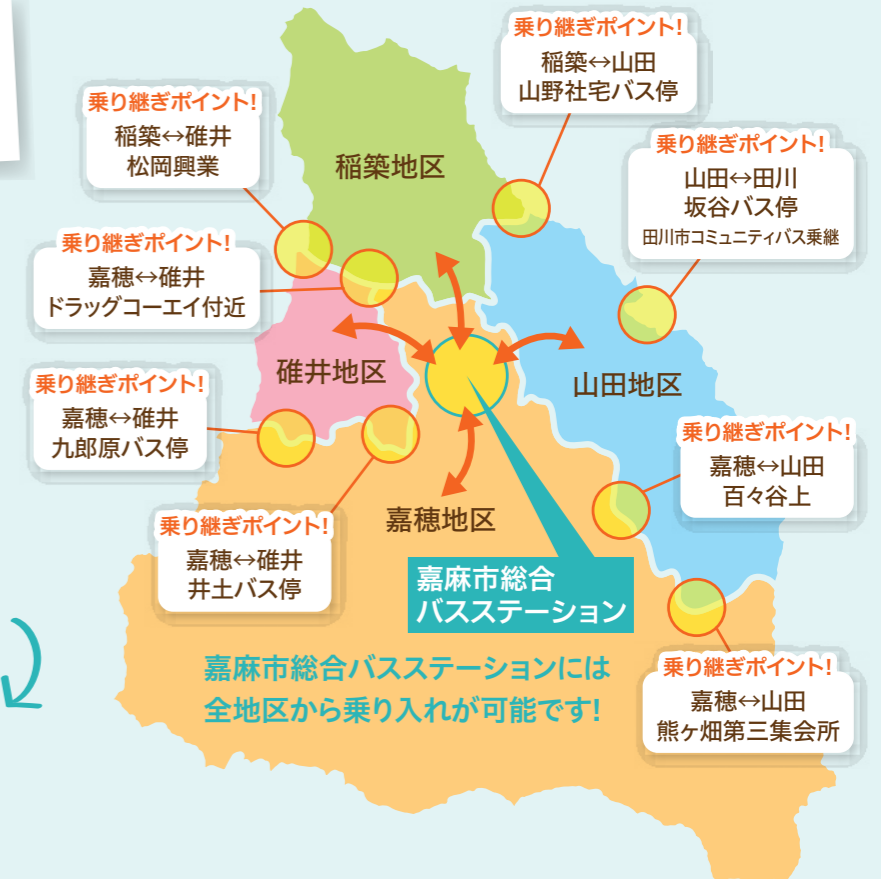 乗り継ぎポイント!
稲築↔山田
山野社宅バス停
乗り継ぎポイント!
稲築↔碓井
松岡興業
稲築地区
乗り継ぎポイント!
山田↔田川
坂谷バス停
田川市コミュニティバス乗継
乗り継ぎポイント!
嘉穂↔碓井
ドラッグコーエイ付近
碓井地区
山田地区
乗り継ぎポイント!
嘉穂↔碓井
九郎原バス停
乗り継ぎポイント!
嘉穂↔山田
百々谷上
嘉穂地区
乗り継ぎポイント!
嘉穂↔碓井
井土バス停
嘉麻市総合
バスステーション
嘉麻市総合バスステーションには
全地区から乗り入れが可能です!
乗り継ぎポイント!
嘉穂↔山田
熊ヶ畑第三集会所